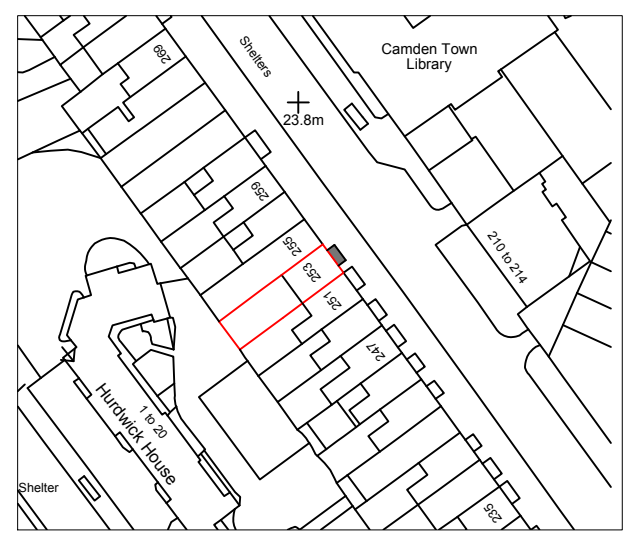 Camden Town
Library
Shelters
269
23.8m
259
255
253
251
247
210 to 214
1 to 20
Hurdwick House
Shelter
235